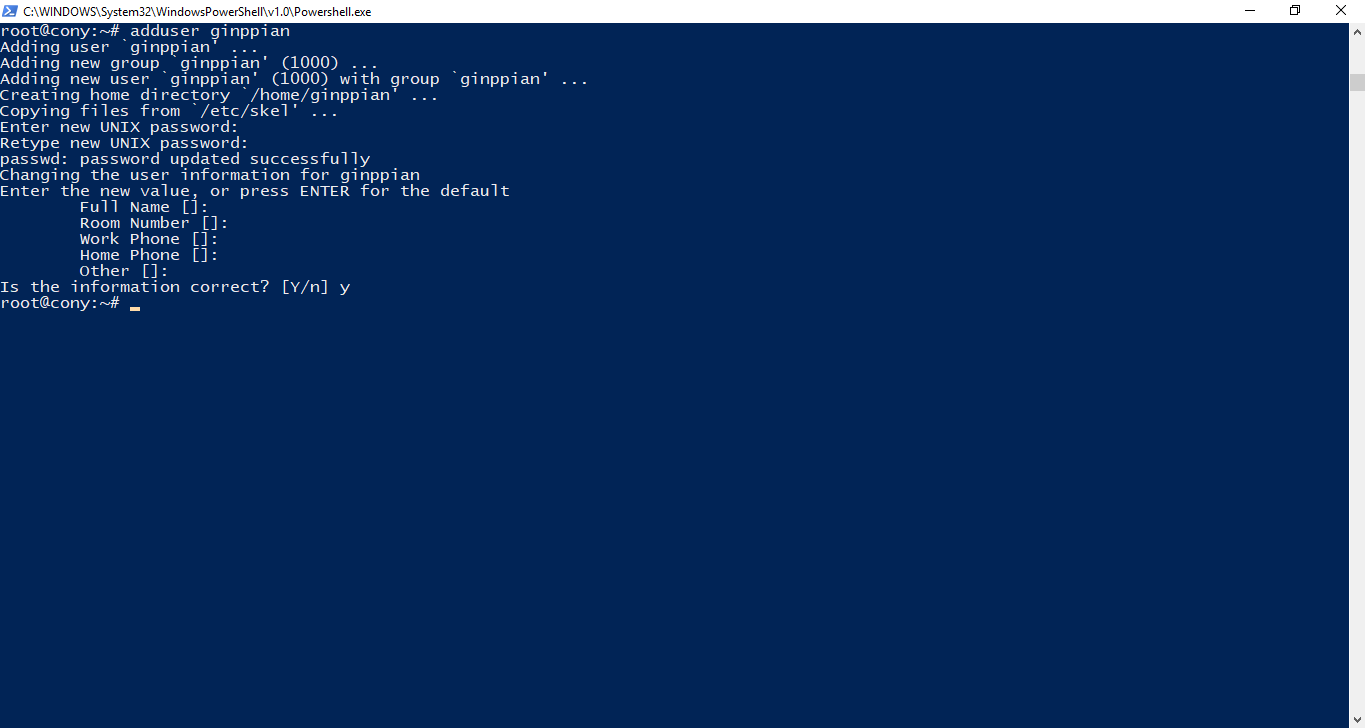 C:\WINDOWS\System32\WindowsPowerShell\v1.0\Powershell.exe
root@cony:~# adduser ginppian
Adding user `ginppian' ...
Adding new group `ginppian' (1000) ...
Adding new user `ginppian' (1000) with group `ginppian' ...
Creating home directory `/home/ginppian' ...
Copying files from `/etc/skel' ...
Enter new UNIX password:
Retype new UNIX password:
passwd: password updated successfully
Changing the user information for ginppian
Enter the new value, or press ENTER for the default
        Full Name []:
        Room Number []:
        Work Phone []:
        Home Phone []:
        Other []:
Is the information correct? [Y/n] y
root@cony:~#